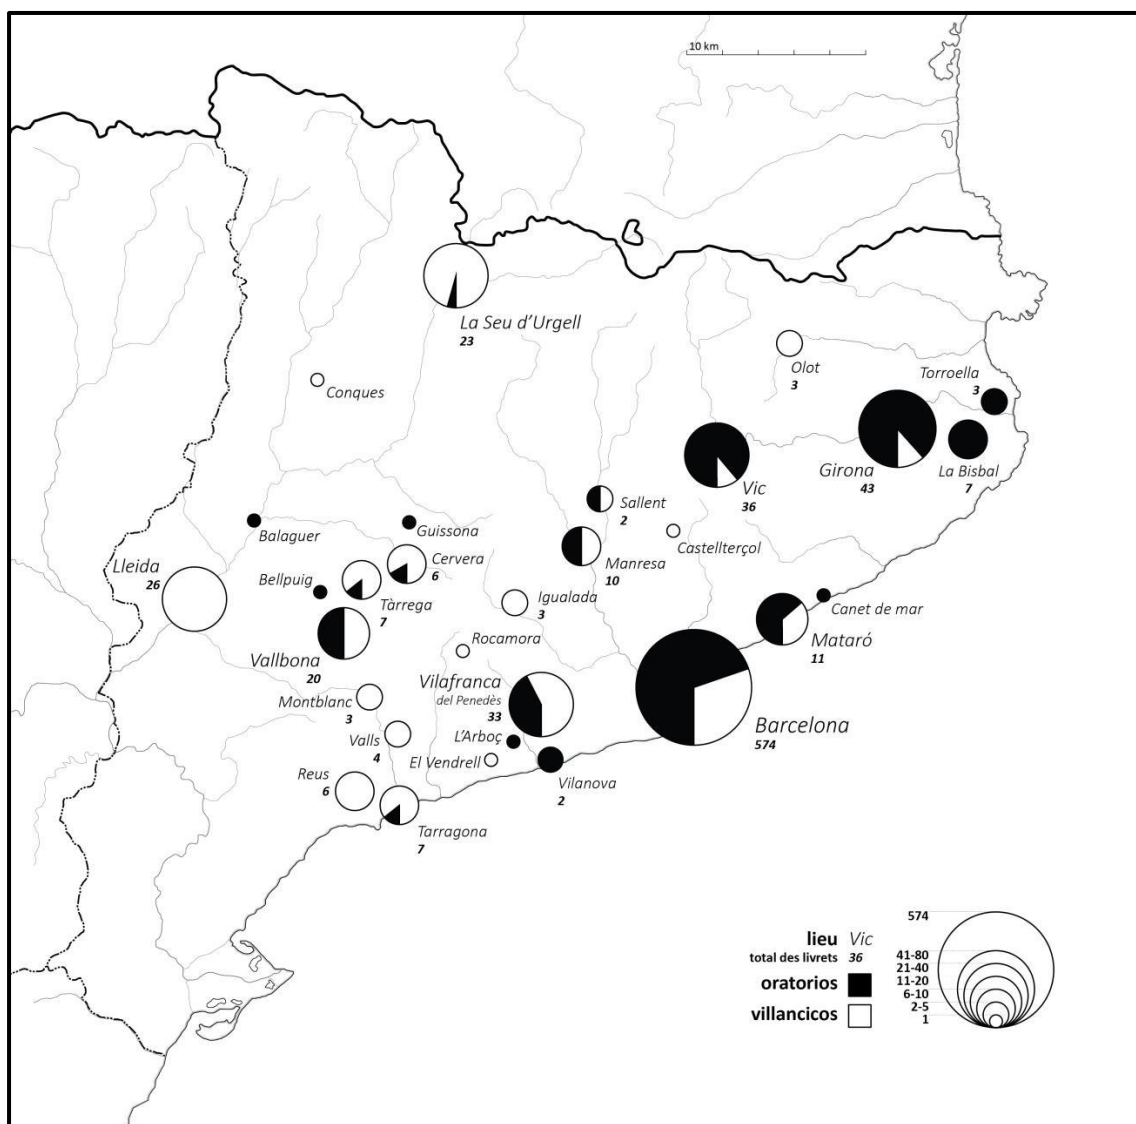 10 km
La Seu d'Urgell
23
Conques
Olot
3
Torroella
3
Girona
43
La Bisbal
7
Vic
36
Sallent
2
Castellterçol
Manresa
10
Balaguer
Guissona
Lleida
26
Cervera
6
Bellpuig
Tàrrega
7
Igualada
3
Canet de mar
Mataró
11
Vallbona
20
Rocamora
Vilafranca
del Penedès
33
Montblanc
3
Valls
4
L'Arboç
El Vendrell
Vilanova
2
Barcelona
574
Reus
6
Tarragona
7
lieu Vic
total des livrets 36
oratorios
villancicos
574
41-80
21-40
11-20
6-10
2-5
1